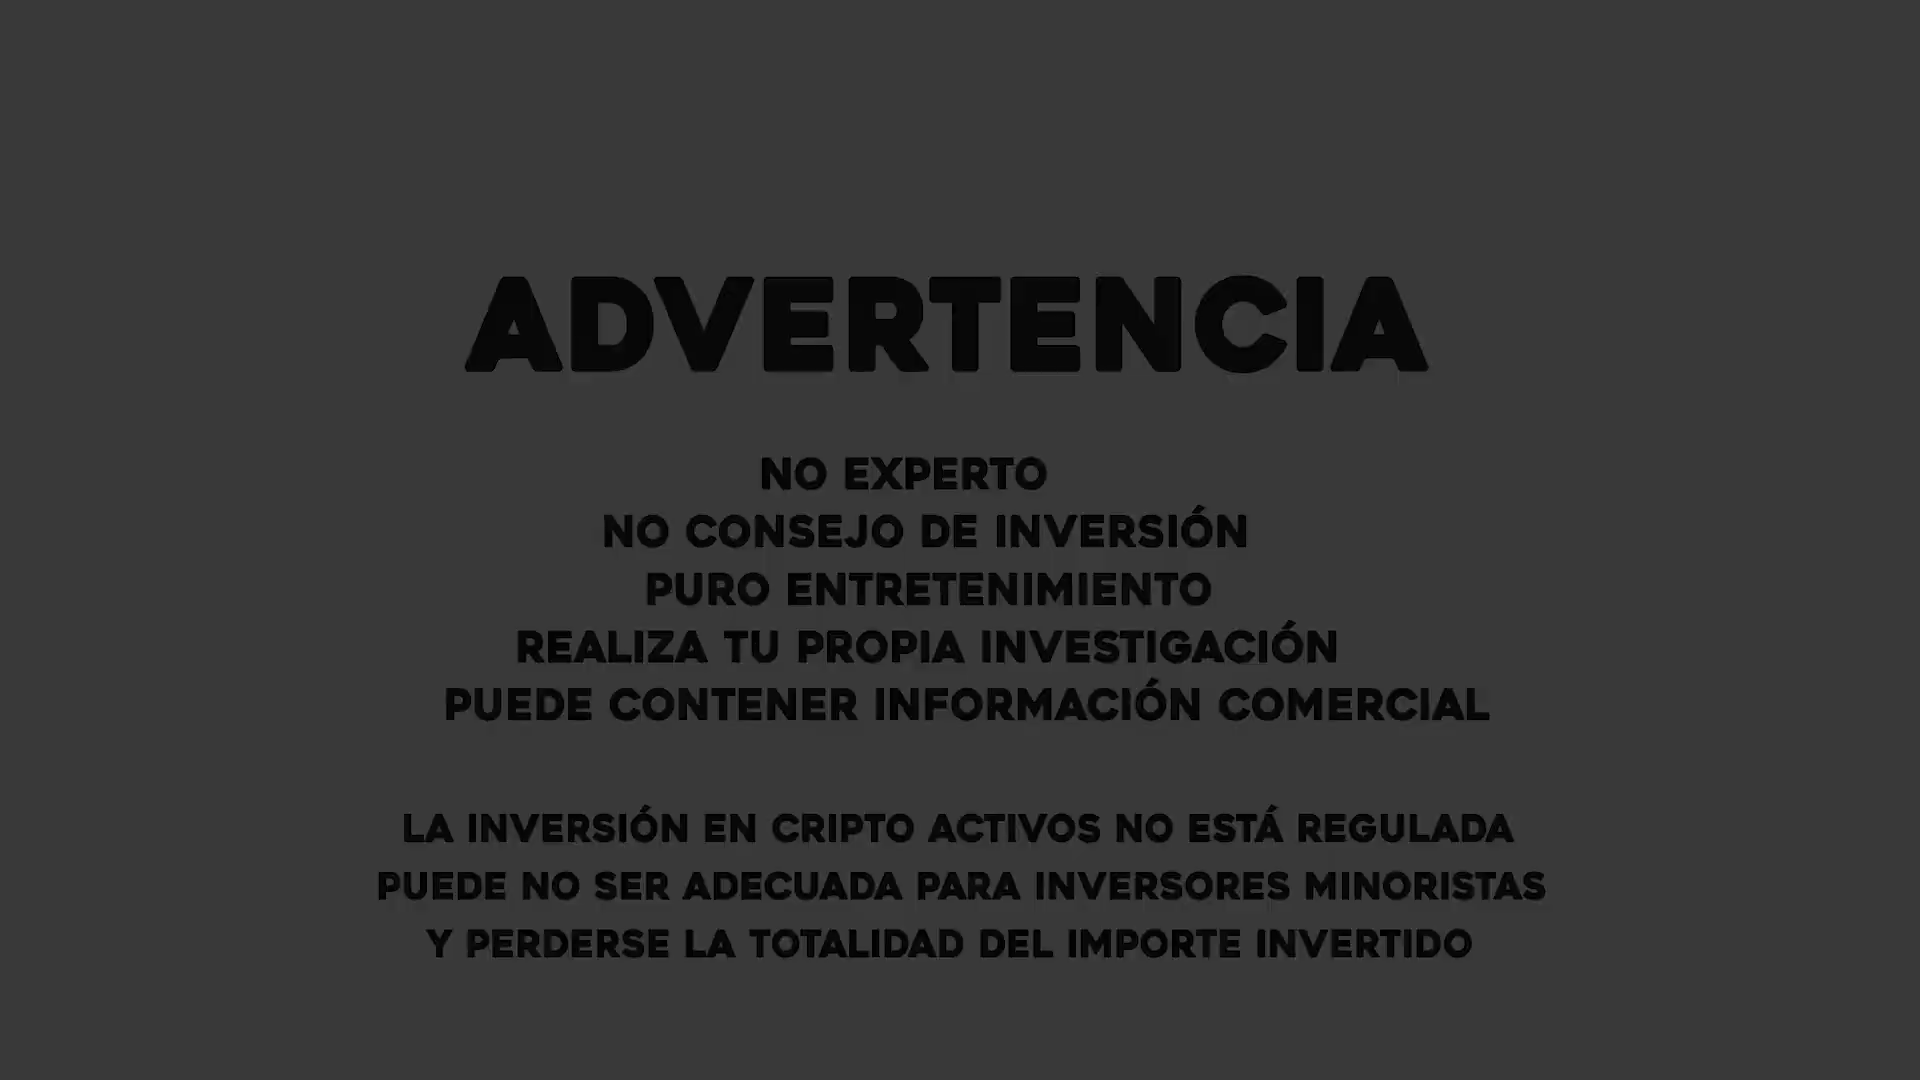 ADVERTENCIA
NO EXPERTO
NO CONSEJO DE INVERSIÓN
PURO ENTRETENIMIENTO
REALIZA TU PROPIA INVESTIGACIÓN
PUEDE CONTENER INFORMACIÓN COMERCIAL
LA INVERSIÓN EN CRIPTO ACTIVOS NO ESTÁ REGULADA
PUEDE NO SER ADECUADA PARA INVERSORES MINORISTAS
Y PERDERSE LA TOTALIDAD DEL IMPORTE INVERTIDO